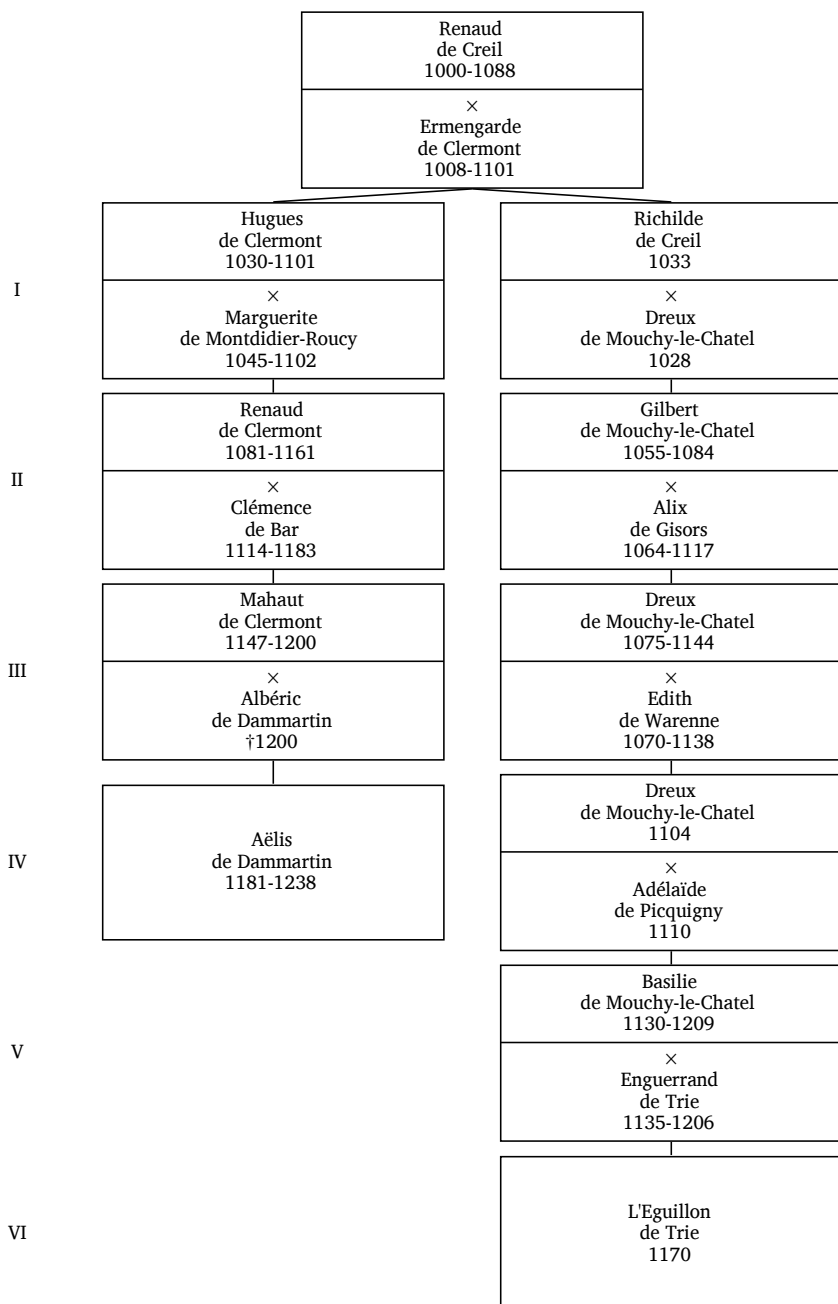 Renaud
de Creil
1000-1088
×
Ermengarde
de Clermont
1008-1101
I
Hugues
de Clermont
1030-1101
×
Marguerite
de Montdidier-Roucy
1045-1102
Richilde
de Creil
1033
×
Dreux
de Mouchy-le-Chatel
1028
II
Renaud
de Clermont
1081-1161
×
Clémence
de Bar
1114-1183
Gilbert
de Mouchy-le-Chatel
1055-1084
×
Alix
de Gisors
1064-1117
III
Mahaut
de Clermont
1147-1200
×
Albéric
de Dammartin
†1200
Dreux
de Mouchy-le-Chatel
1075-1144
×
Edith
de Warenne
1070-1138
IV
Aëlis
de Dammartin
1181-1238
Dreux
de Mouchy-le-Chatel
1104
×
Adélaïde
de Picquigny
1110
V
Basilie
de Mouchy-le-Chatel
1130-1209
×
Enguerrand
de Trie
1135-1206
VI
L'Eguillon
de Trie
1170